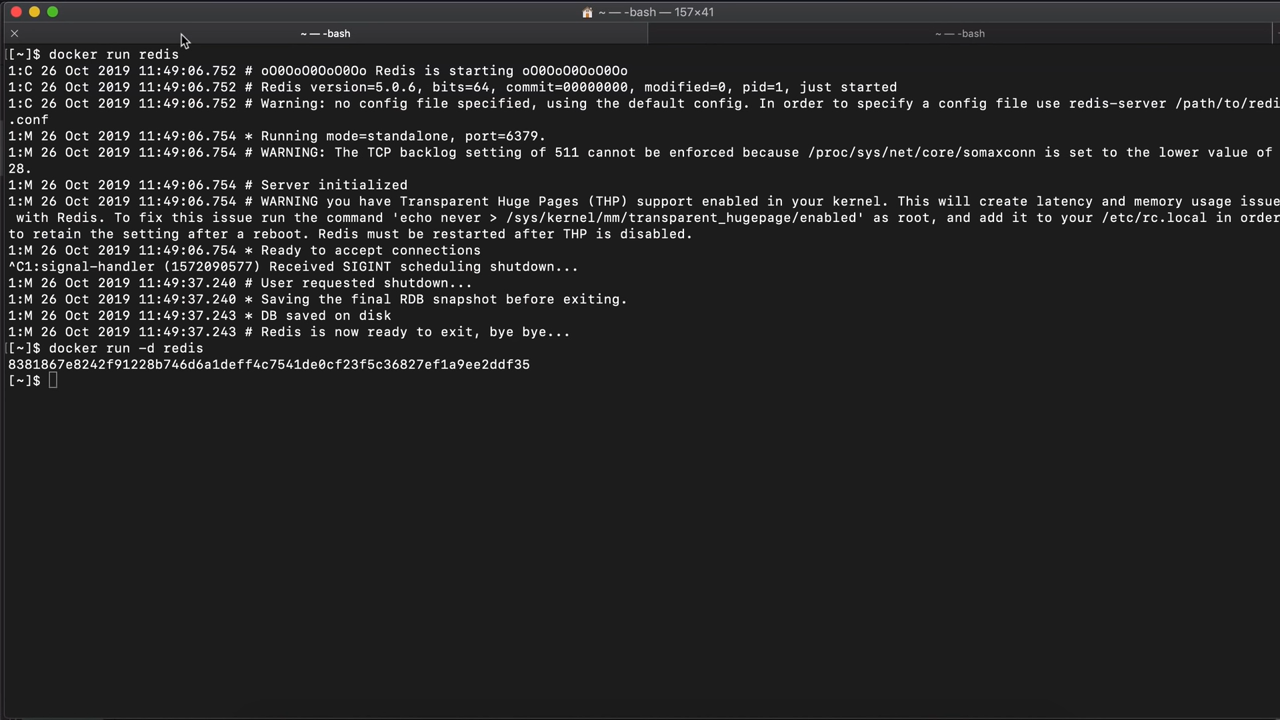 ~ — -bash — 157×41
~ — -bash
~ — -bash
[~]$ docker run redis
1:C 26 Oct 2019 11:49:06.752 # oO0OoO0OoO0Oo Redis is starting oO0OoO0OoO0Oo
1:C 26 Oct 2019 11:49:06.752 # Redis version=5.0.6, bits=64, commit=00000000, modified=0, pid=1, just started
1:C 26 Oct 2019 11:49:06.752 # Warning: no config file specified, using the default config. In order to specify a config file use redis-server /path/to/redi
.conf
1:M 26 Oct 2019 11:49:06.754 * Running mode=standalone, port=6379.
1:M 26 Oct 2019 11:49:06.754 # WARNING: The TCP backlog setting of 511 cannot be enforced because /proc/sys/net/core/somaxconn is set to the lower value of
28.
1:M 26 Oct 2019 11:49:06.754 # Server initialized
1:M 26 Oct 2019 11:49:06.754 # WARNING you have Transparent Huge Pages (THP) support enabled in your kernel. This will create latency and memory usage issue
with Redis. To fix this issue run the command 'echo never > /sys/kernel/mm/transparent_hugepage/enabled' as root, and add it to your /etc/rc.local in order
to retain the setting after a reboot. Redis must be restarted after THP is disabled.
1:M 26 Oct 2019 11:49:06.754 * Ready to accept connections
^C1:signal-handler (1572090577) Received SIGINT scheduling shutdown...
1:M 26 Oct 2019 11:49:37.240 # User requested shutdown...
1:M 26 Oct 2019 11:49:37.240 * Saving the final RDB snapshot before exiting.
1:M 26 Oct 2019 11:49:37.243 * DB saved on disk
1:M 26 Oct 2019 11:49:37.243 # Redis is now ready to exit, bye bye...
[~]$ docker run -d redis
8381867e8242f91228b746d6a1deff4c7541de0cf23f5c36827ef1a9ee2ddf35
[~]$